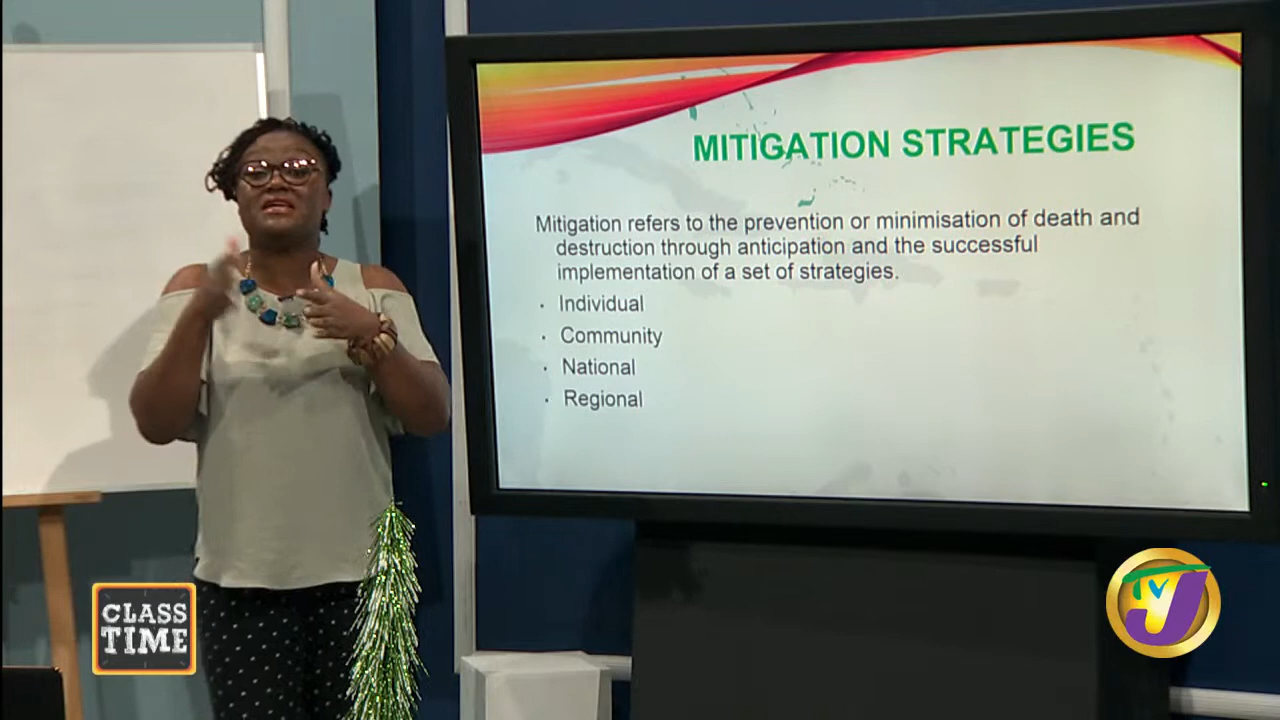 MITIGATION STRATEGIES
Mitigation refers to the prevention or minimisation of death and
destruction through anticipation and the successful
implementation of a set of strategies.
· Individual
· Community
· National
· Regional
CLASS
TIME
TVJ